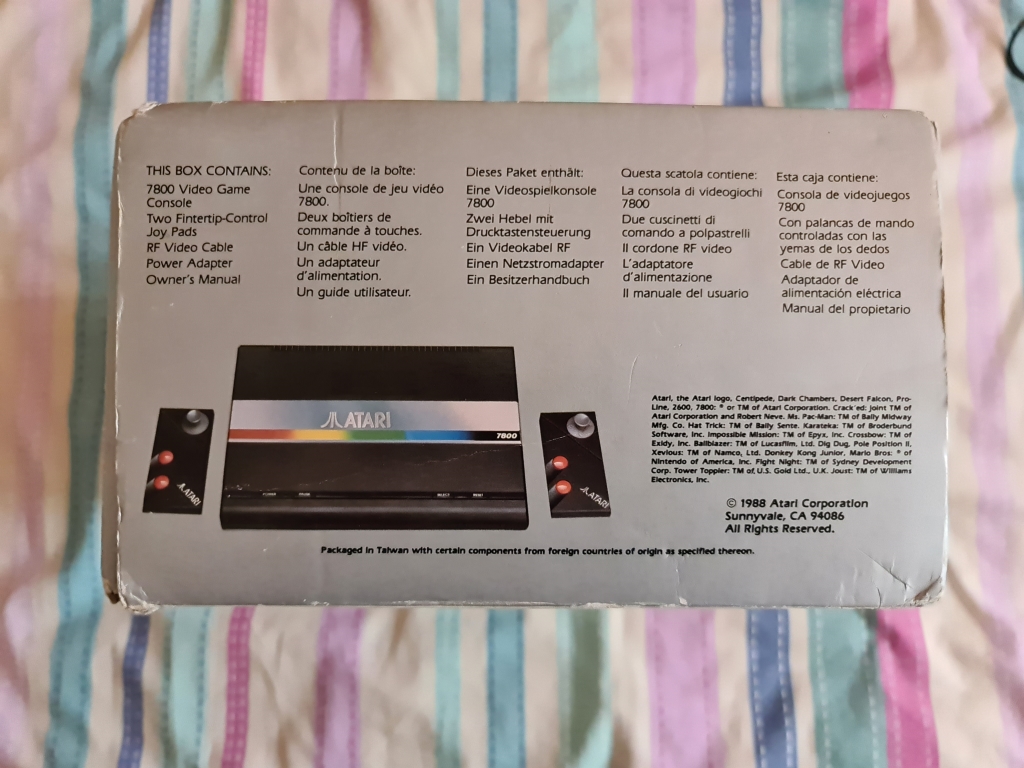 THIS BOX CONTAINS:
7800 Video Game
Console
Two Fintertip-Control
Joy Pads
RF Video Cable
Power Adapter
Owner's Manual
Contenu de la boîte:
Une console de jeu vidéo
7800.
Deux boîtiers de
commande à touches.
Un câble HF vidéo.
Un adaptateur
d'alimentation.
Un guide utilisateur.
Dieses Paket enthält:
Eine Videospielkonsole
7800
Zwei Hebel mit
Drucktastensteuerung
Ein Videokabel RF
Einen Netzstromadapter
Ein Besitzerhandbuch
Questa scatola contiene:
La consola di videogiochi
7800
Due cuscinetti di
comando a polpastrelli
Il cordone RF video
L'adaptatore
d'alimentazione
Il manuale del usuario
Esta caja contiene:
Consola de videojuegos
7800
Con palancas de mando
controladas con las
yemas de los dedos
Cable de RF Video
Adaptador de
alimentación eléctrica
Manual del propietario
ATARI
7800
POWER PAUSE SELECT RESET
ATARI
ATARI
Atari, the Atari logo, Centipede, Dark Chambers, Desert Falcon, Pro-
Line, 2600, 7800: ® or TM of Atari Corporation. Crack'ed: joint TM of
Atari Corporation and Robert Neve. Ms. Pac-Man: TM of Bally Midway
Mfg. Co. Hat Trick: TM of Bally Sente. Karateka: TM of Broderbund
Software, Inc. Impossible Mission: TM of Epyx, Inc. Crossbow: TM of
Exidy, Inc. Ballblazer: TM of Lucasfilm, Ltd. Dig Dug, Pole Position II,
Xevious: TM of Namco, Ltd. Donkey Kong Junior, Mario Bros: ® of
Nintendo of America, Inc. Fight Night: TM of Sydney Development
Corp. Tower Toppler: TM of U.S. Gold Ltd., U.K. Joust: TM of Williams
Electronics, Inc.
© 1988 Atari Corporation
Sunnyvale, CA 94086
All Rights Reserved.
Packaged in Taiwan with certain components from foreign countries of origin as specified thereon.